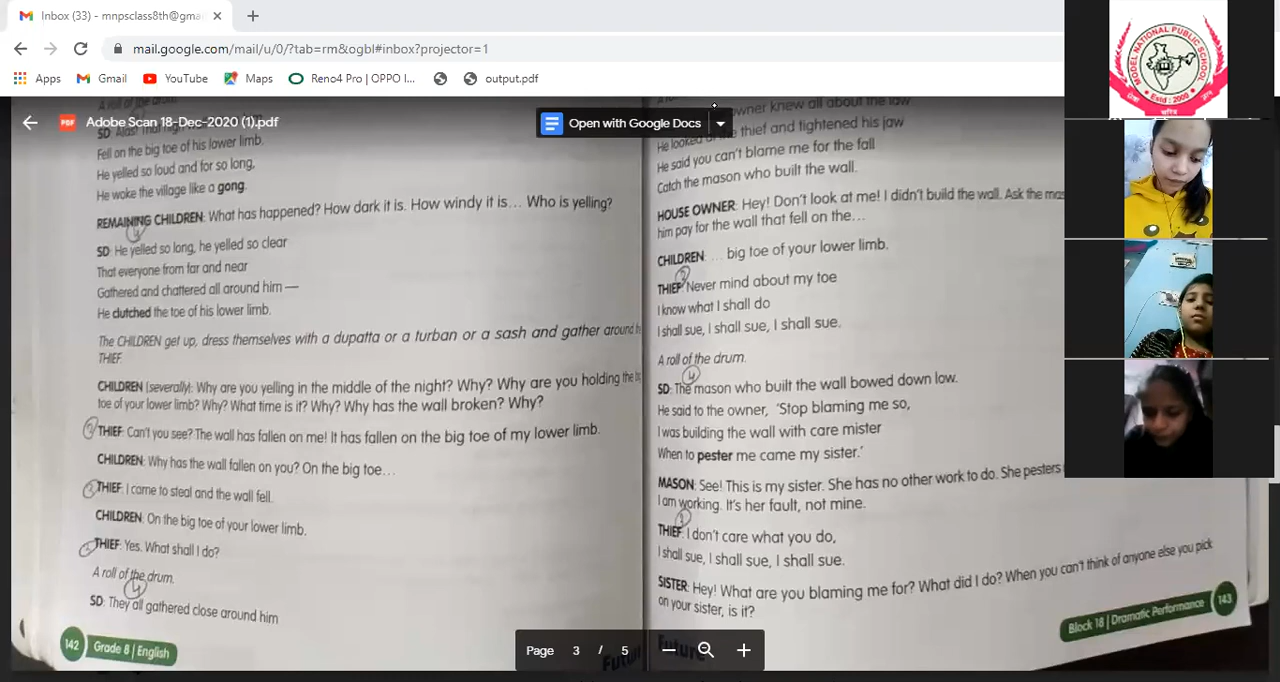 Inbox (33) - mnpsclass8th@gma
mail.google.com/mail/u/0/?tab=rm&ogbl#inbox?projector=1
Apps Gmail YouTube Maps Reno4 Pro | OPPO I... output.pdf
Adobe Scan 18-Dec-2020 (1).pdf
Open with Google Docs
A roll of the drum.
SD: Alas! That high
Fell on the big toe of his lower limb.
He yelled so loud and for so long,
He woke the village like a gong.
REMAINING CHILDREN: What has happened? How dark it is. How windy it is... Who is yelling?
SD: He yelled so long, he yelled so clear
That everyone from far and near
Gathered and chattered all around him —
He clutched the toe of his lower limb.
The CHILDREN get up, dress themselves with a dupatta or a turban or a sash and gather around
THIEF.
CHILDREN (severally): Why are you yelling in the middle of the night? Why? Why are you holding the
toe of your lower limb? Why? What time is it? Why? Why has the wall broken? Why?
THIEF: Can't you see? The wall has fallen on me! It has fallen on the big toe of my lower limb.
CHILDREN: Why has the wall fallen on you? On the big toe...
THIEF: I came to steal and the wall fell.
CHILDREN: On the big toe of your lower limb.
THIEF: Yes. What shall I do?
A roll of the drum.
SD: They all gathered close around him
142 Grade 8 | English
owner knew all about the law
He looked at the thief and tightened his jaw
He said you can't blame me for the fall
Catch the mason who built the wall.
HOUSE OWNER: Hey! Don't look at me! I didn't build the wall. Ask the
him pay for the wall that fell on the...
CHILDREN: ... big toe of your lower limb.
THIEF: Never mind about my toe
I know what I shall do
I shall sue, I shall sue, I shall sue.
A roll of the drum.
SD: The mason who built the wall bowed down low.
He said to the owner, 'Stop blaming me so,
I was building the wall with care mister
When to pester me came my sister.'
MASON: See! This is my sister. She has no other work to do. She pesters
I am working. It's her fault, not mine.
THIEF: I don't care what you do,
I shall sue, I shall sue, I shall sue.
SISTER: Hey! What are you blaming me for? What did I do? When you can't think of anyone else you pick
on your sister, is it?
Block 18 | Dramatic Performance 143
Page 3 / 5
Future
MODEL NATIONAL PUBLIC SCHOOL
Estd : 2009